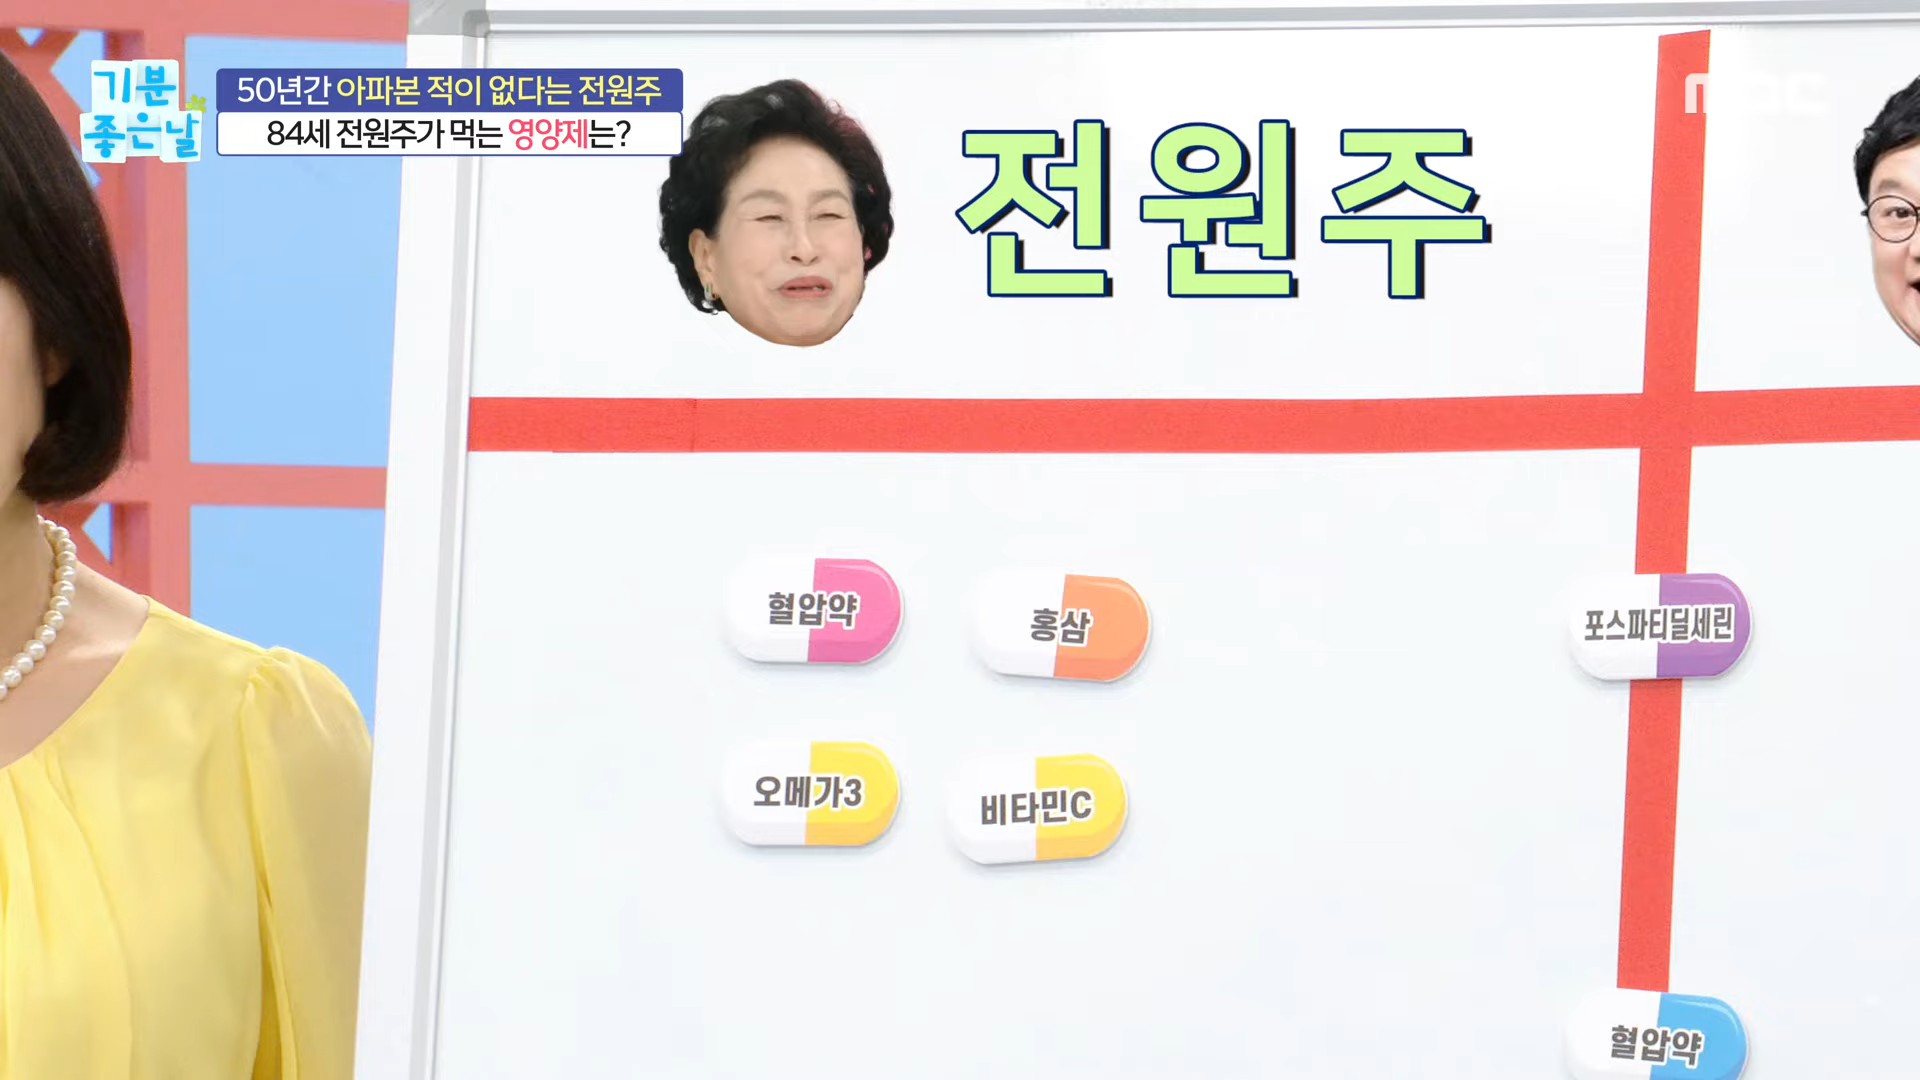 기분
좋은날
50년간 아파본 적이 없다는 전원주
84세 전원주가 먹는 영양제는?
MBC
전원주
혈압약
홍삼
포스파티딜세린
오메가3
비타민C
혈압약